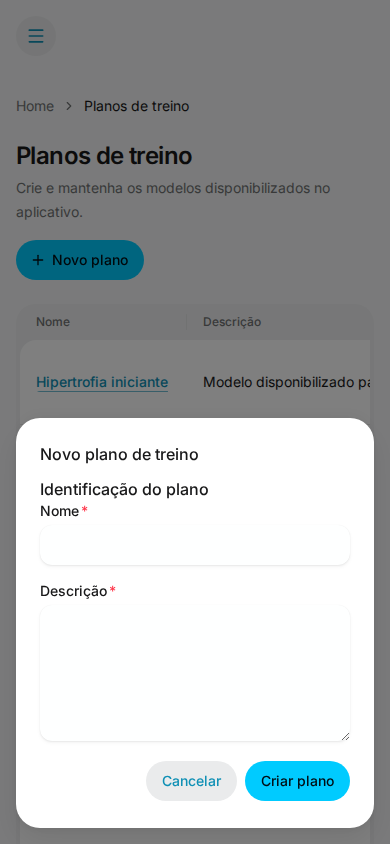 Home > Planos de treino
Planos de treino
Crie e mantenha os modelos disponibilizados no
aplicativo.
+ Novo plano
Nome Descrição
Hipertrofia iniciante Modelo disponibilizado
Novo plano de treino
Identificação do plano
Nome*
Descrição*
Cancelar Criar plano